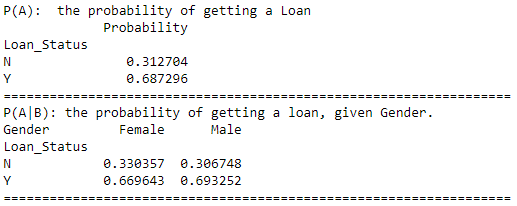 P(A):  the probability of getting a Loan
             Probability
Loan_Status
N               0.312704
Y               0.687296
==================================================================
P(A|B): the probability of getting a loan, given Gender.
Gender         Female      Male
Loan_Status
N            0.330357  0.306748
Y            0.669643  0.693252
==================================================================